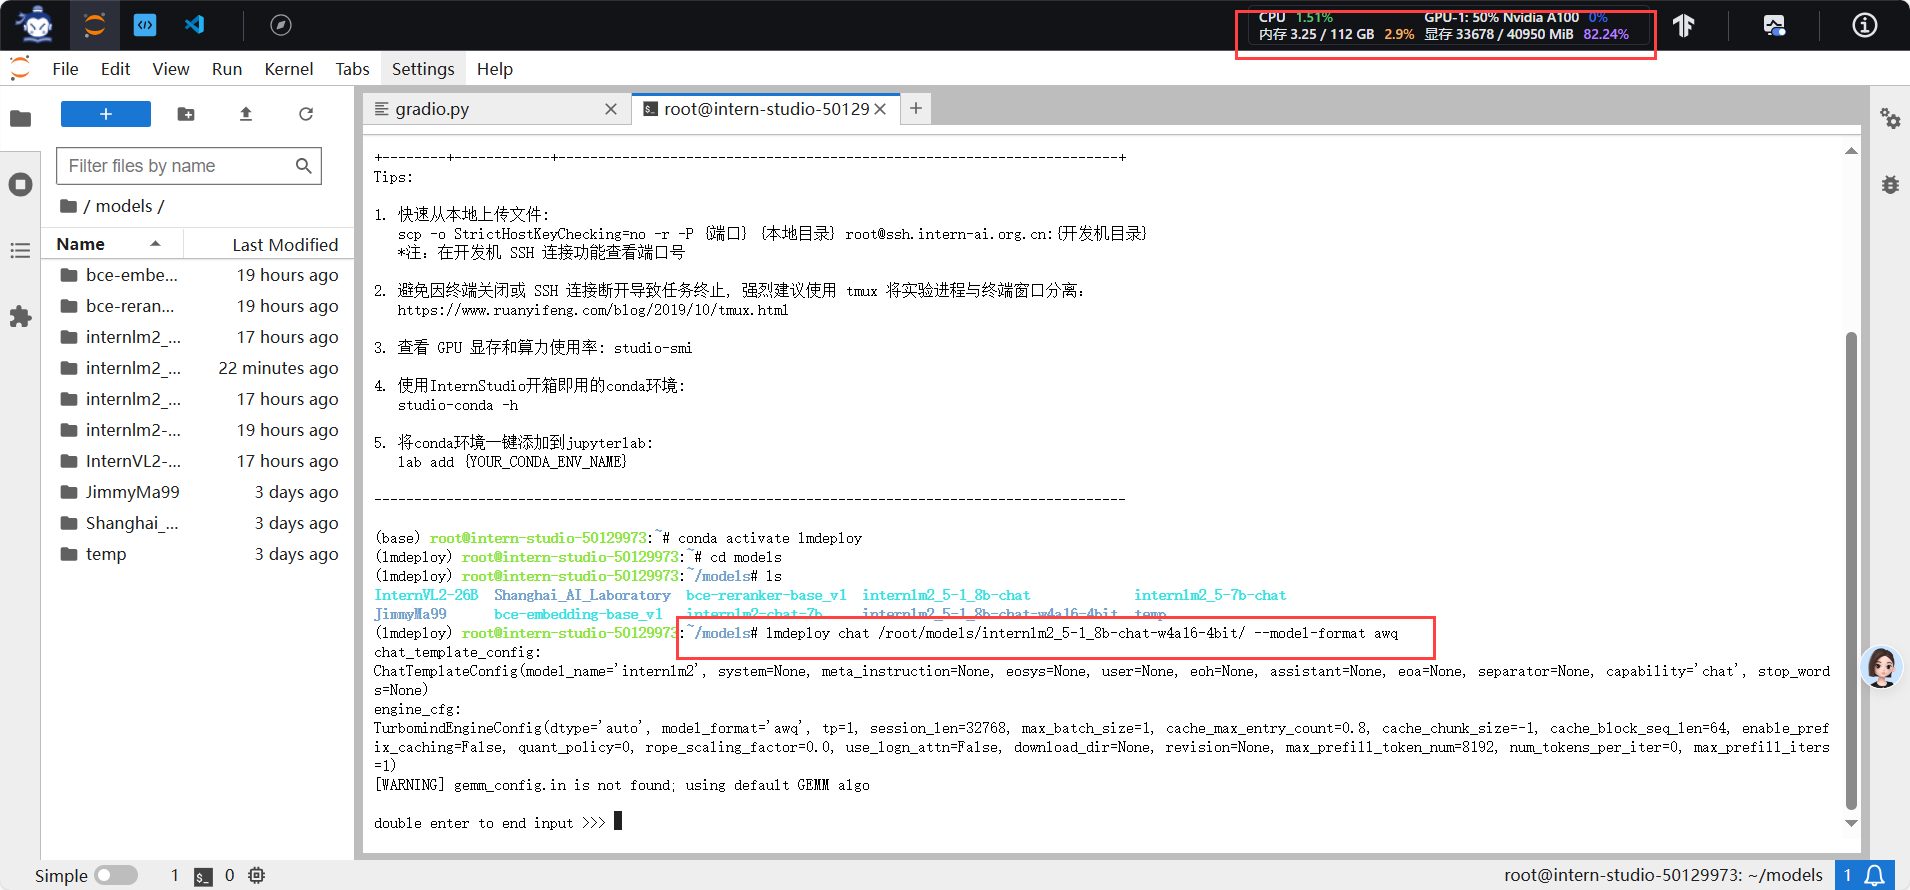 CPU 1.51% GPU-1: 50% Nvidia A100 0%
内存 3.25 / 112 GB 2.9% 显存 33678 / 40950 MiB 82.24%
File Edit View Run Kernel Tabs Settings Help
gradio.py
root@intern-studio-50129
Filter files by name
/ models /
Name Last Modified
bce-embe... 19 hours ago
bce-reran... 19 hours ago
internlm2_... 17 hours ago
internlm2_... 22 minutes ago
internlm2_... 17 hours ago
internlm2-... 19 hours ago
InternVL2-... 17 hours ago
JimmyMa99 3 days ago
Shanghai_... 3 days ago
temp 3 days ago
+--------+------------+----------------------------------------------------------------------+
Tips:
1. 快速从本地上传文件:
scp -o StrictHostKeyChecking=no -r -P {端口} {本地目录} root@ssh.intern-ai.org.cn:{开发机目录}
*注: 在开发机 SSH 连接功能查看端口号
2. 避免因终端关闭或 SSH 连接断开导致任务终止, 强烈建议使用 tmux 将实验进程与终端窗口分离:
https://www.ruanyifeng.com/blog/2019/10/tmux.html
3. 查看 GPU 显存和算力使用率: studio-smi
4. 使用InternStudio开箱即用的conda环境:
studio-conda -h
5. 将conda环境一键添加到jupyterlab:
lab add {YOUR_CONDA_ENV_NAME}
----------------------------------------------------------------------------------------------
(base) root@intern-studio-50129973:~# conda activate lmdeploy
(lmdeploy) root@intern-studio-50129973:~# cd models
(lmdeploy) root@intern-studio-50129973:~/models# ls
InternVL2-26B Shanghai_AI_Laboratory bce-reranker-base_v1 internlm2_5-1_8b-chat internlm2_5-7b-chat
JimmyMa99 bce-embedding-base_v1 internlm2-chat-7b internlm2_5-1_8b-chat-w4a16-4bit temp
(lmdeploy) root@intern-studio-50129973:~/models# lmdeploy chat /root/models/internlm2_5-1_8b-chat-w4a16-4bit/ --model-format awq
chat_template_config:
ChatTemplateConfig(model_name='internlm2', system=None, meta_instruction=None, eosys=None, user=None, eoh=None, assistant=None, eoa=None, separator=None, capability='chat', stop_word
s=None)
engine_cfg:
TurbomindEngineConfig(dtype='auto', model_format='awq', tp=1, session_len=32768, max_batch_size=1, cache_max_entry_count=0.8, cache_chunk_size=-1, cache_block_seq_len=64, enable_pref
ix_caching=False, quant_policy=0, rope_scaling_factor=0.0, use_logn_attn=False, download_dir=None, revision=None, max_prefill_token_num=8192, num_tokens_per_iter=0, max_prefill_iters
=1)
[WARNING] gemm_config.in is not found; using default GEMM algo
double enter to end input >>>
Simple 1 0 root@intern-studio-50129973: ~/models 1